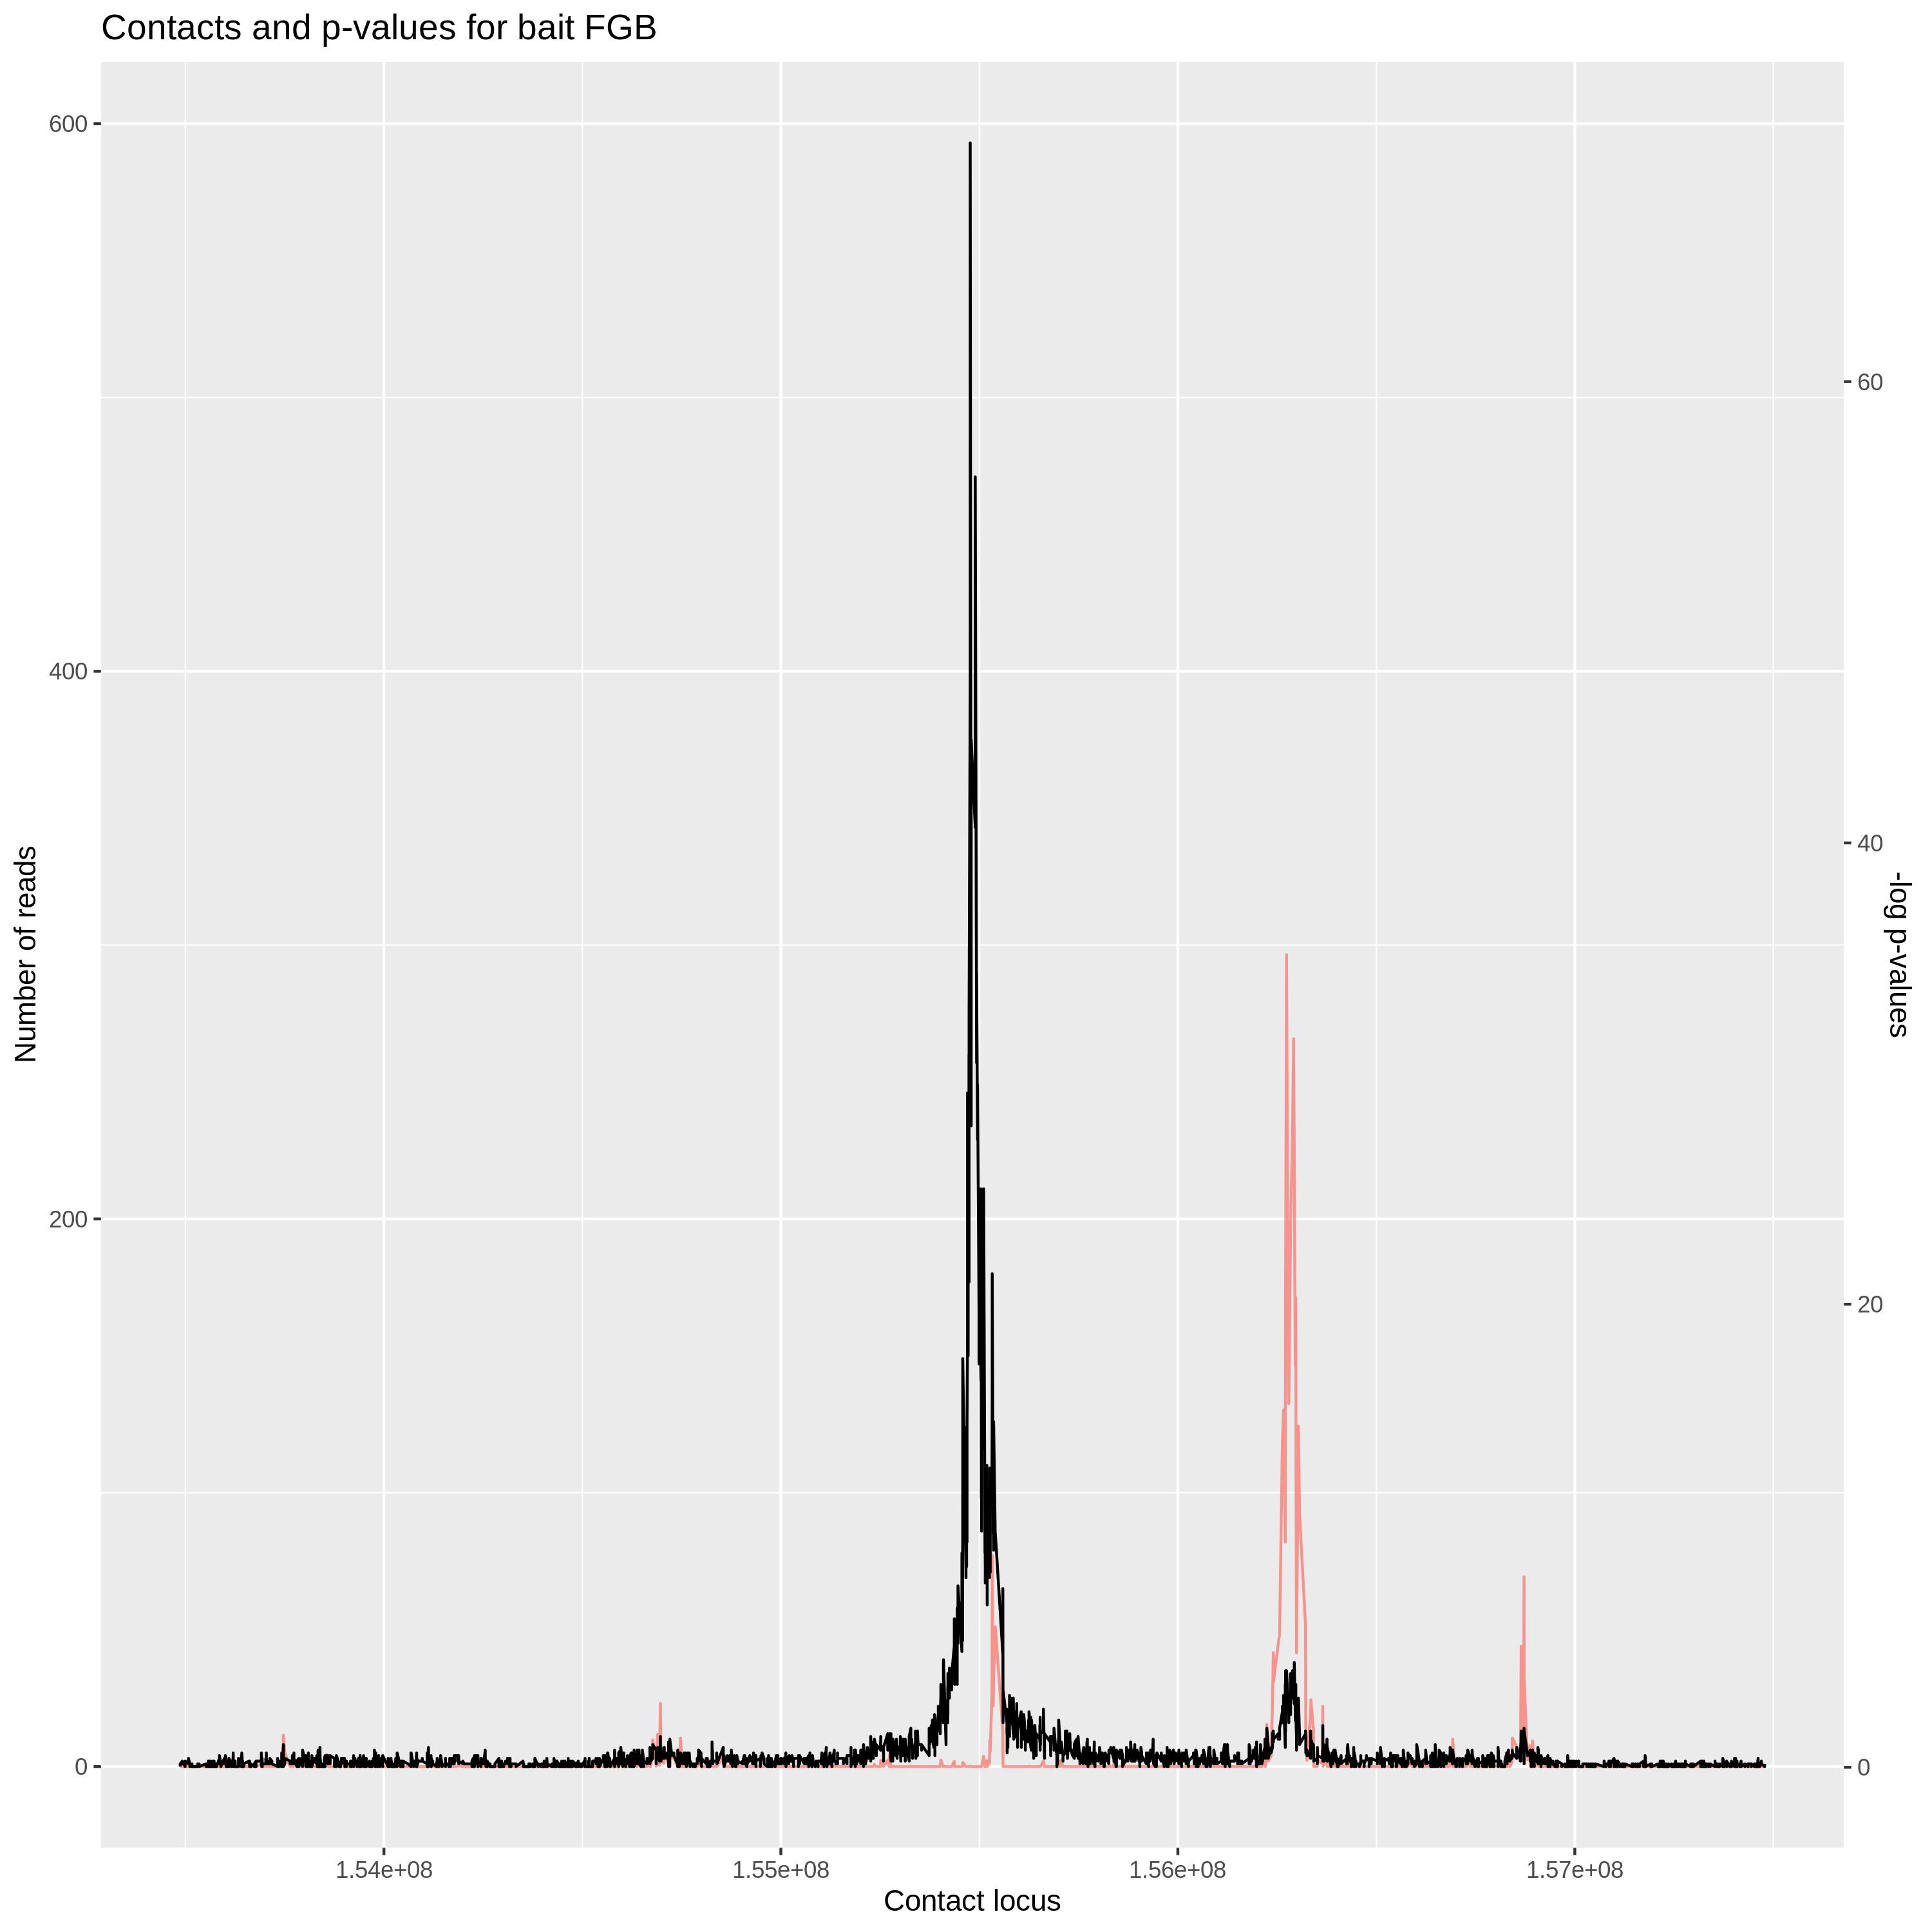 Contacts and p-values for bait FGB
600
400
200
0
Number of reads
60
40
20
0
-log p-values
1.54e+08 1.55e+08 1.56e+08 1.57e+08
Contact locus